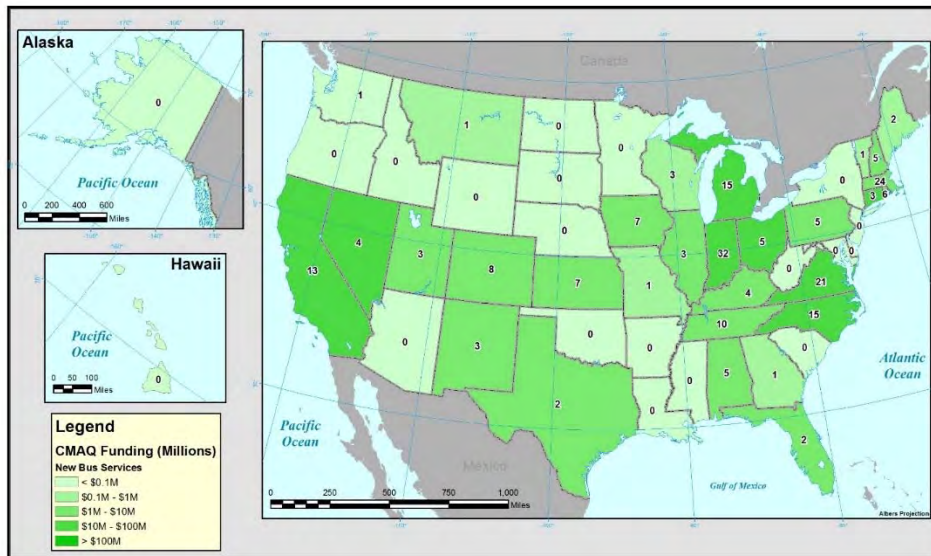 Alaska
0
Pacific Ocean
0 200 400 600
Miles
Hawaii
Pacific
Ocean
0
0 50 100
Miles
Legend
CMAQ Funding (Millions)
New Bus Services
< $0.1M
$0.1M - $1M
$1M - $10M
$10M - $100M
> $100M
Canada
1
1
0
0
2
0
0
0
3
1
5
0
0
15
0
24
3
6
0
7
5
0
4
3
8
7
3
32
5
0
0
0
13
1
4
21
10
15
0
3
0
0
0
2
0
0
5
1
2
Atlantic
Ocean
Pacific
Ocean
Mexico
Gulf of Mexico
0 250 500 750 1,000
Miles
Albers Projection